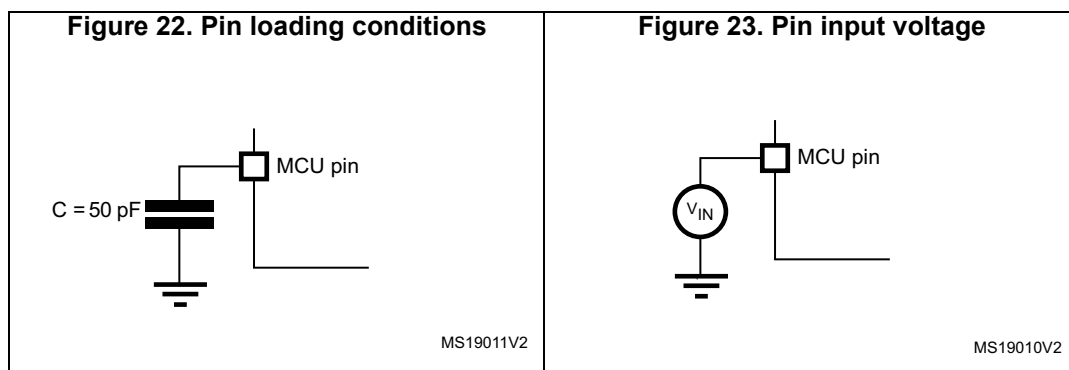 Figure 22. Pin loading conditions
MCU pin
C = 50 pF
MS19011V2
Figure 23. Pin input voltage
MCU pin
VIN
MS19010V2